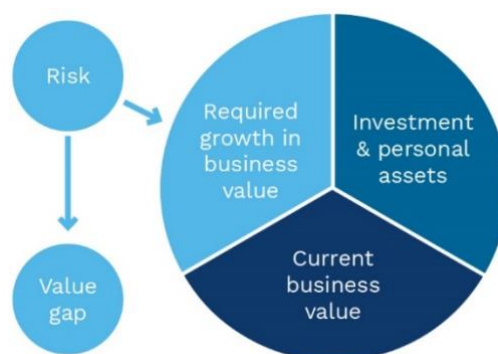 Risk
Required
growth in
business
value
Investment
& personal
assets
Value
gap
Current
business
value